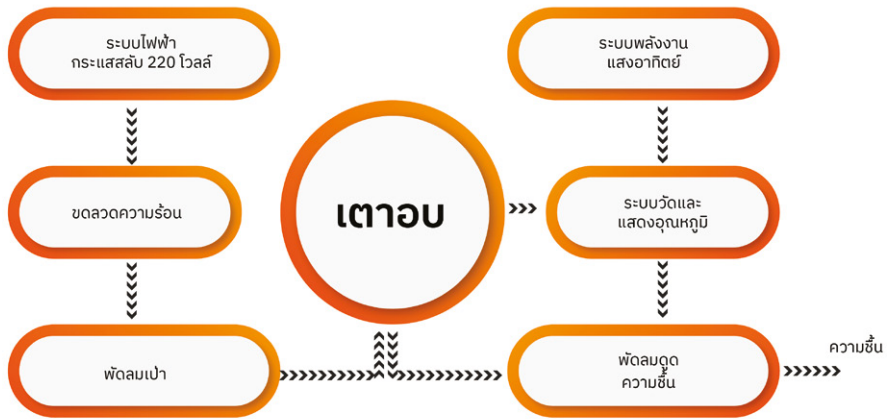 ระบบไฟฟ้า
กระแสสลับ 220 โวลล์
ระบบพลังงาน
แสงอาทิตย์
ขดลวดความร้อน
เตาอบ
ระบบวัดและ
แสดงอุณหภูมิ
พัดลมเป่า
พัดลมดูด
ความชื้น
ความชื้น